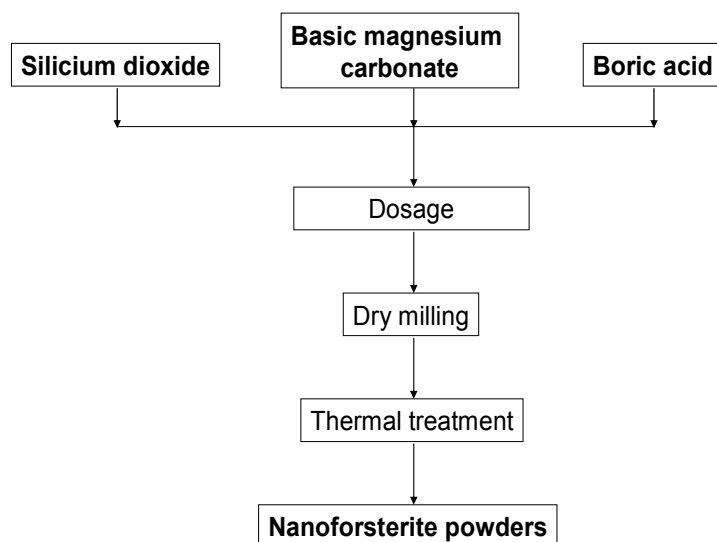 Silicium dioxide
Basic magnesium
carbonate
Boric acid
Dosage
Dry milling
Thermal treatment
Nanoforsterite powders